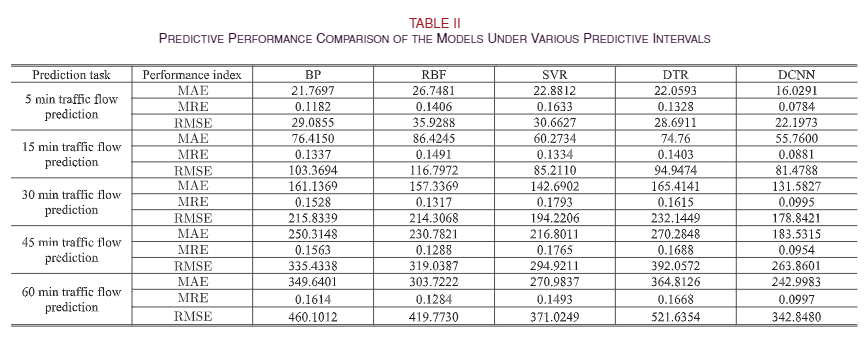 TABLE II
PREDICTIVE PERFORMANCE COMPARISON OF THE MODELS UNDER VARIOUS PREDICTIVE INTERVALS
Prediction task Performance index BP RBF SVR DTR DCNN
5 min traffic flow prediction MAE 21.7697 26.7481 22.8812 22.0593 16.0291
MRE 0.1182 0.1406 0.1633 0.1328 0.0784
RMSE 29.0855 35.9288 30.6627 28.6911 22.1973
15 min traffic flow prediction MAE 76.4150 86.4245 60.2734 74.76 55.7600
MRE 0.1337 0.1491 0.1334 0.1403 0.0881
RMSE 103.3694 116.7972 85.2110 94.9474 81.4788
30 min traffic flow prediction MAE 161.1369 157.3369 142.6902 165.4141 131.5827
MRE 0.1528 0.1317 0.1793 0.1615 0.0995
RMSE 215.8339 214.3068 194.2206 232.1449 178.8421
45 min traffic flow prediction MAE 250.3148 230.7821 216.8011 270.2848 183.5315
MRE 0.1563 0.1288 0.1765 0.1688 0.0954
RMSE 335.4338 319.0387 294.9211 392.0572 263.8601
60 min traffic flow prediction MAE 349.6401 303.7222 270.9837 364.8126 242.9983
MRE 0.1614 0.1284 0.1493 0.1668 0.0997
RMSE 460.1012 419.7730 371.0249 521.6354 342.8480